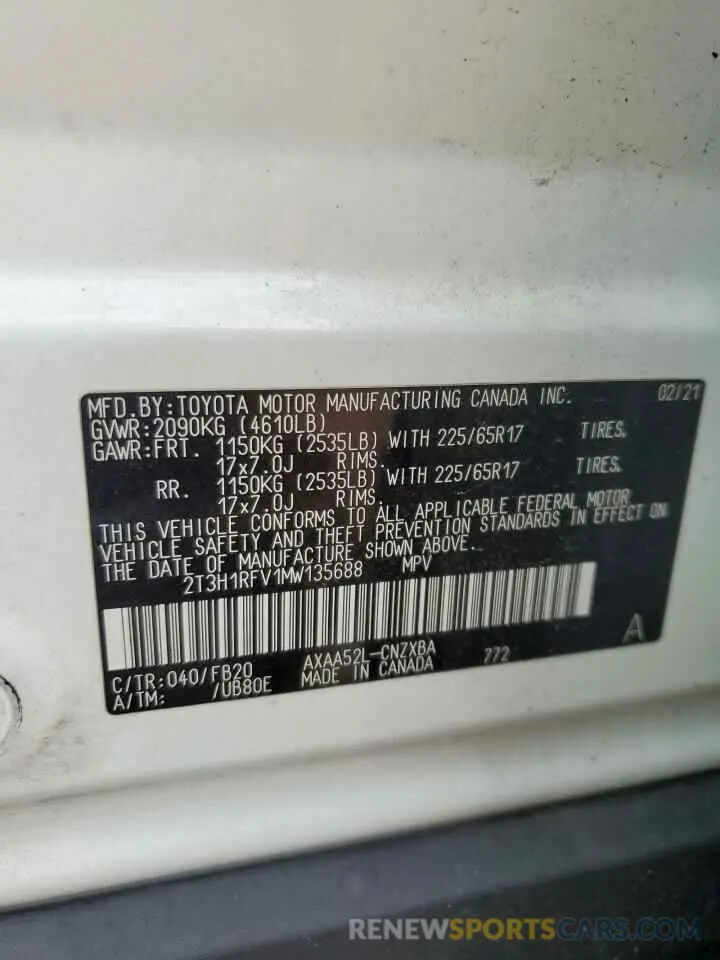 MFD.BY:TOYOTA MOTOR MANUFACTURING CANADA INC. 02/21
GVWR:2090KG (4610LB)
GAWR:FRT. 1150KG (2535LB) WITH 225/65R17 TIRES.
17x7.0J RIMS.
RR. 1150KG (2535LB) WITH 225/65R17 TIRES.
17x7.0J RIMS.
THIS VEHICLE CONFORMS TO ALL APPLICABLE FEDERAL MOTOR
VEHICLE SAFETY AND THEFT PREVENTION STANDARDS IN EFFECT ON
THE DATE OF MANUFACTURE SHOWN ABOVE.
2T3H1RFV1MW135688 MPV
C/TR:040/FB20 AXAA52L-CNZXBA 772 A
A/TM: /UB80E MADE IN CANADA
RENEWSPORTSCARS.COM